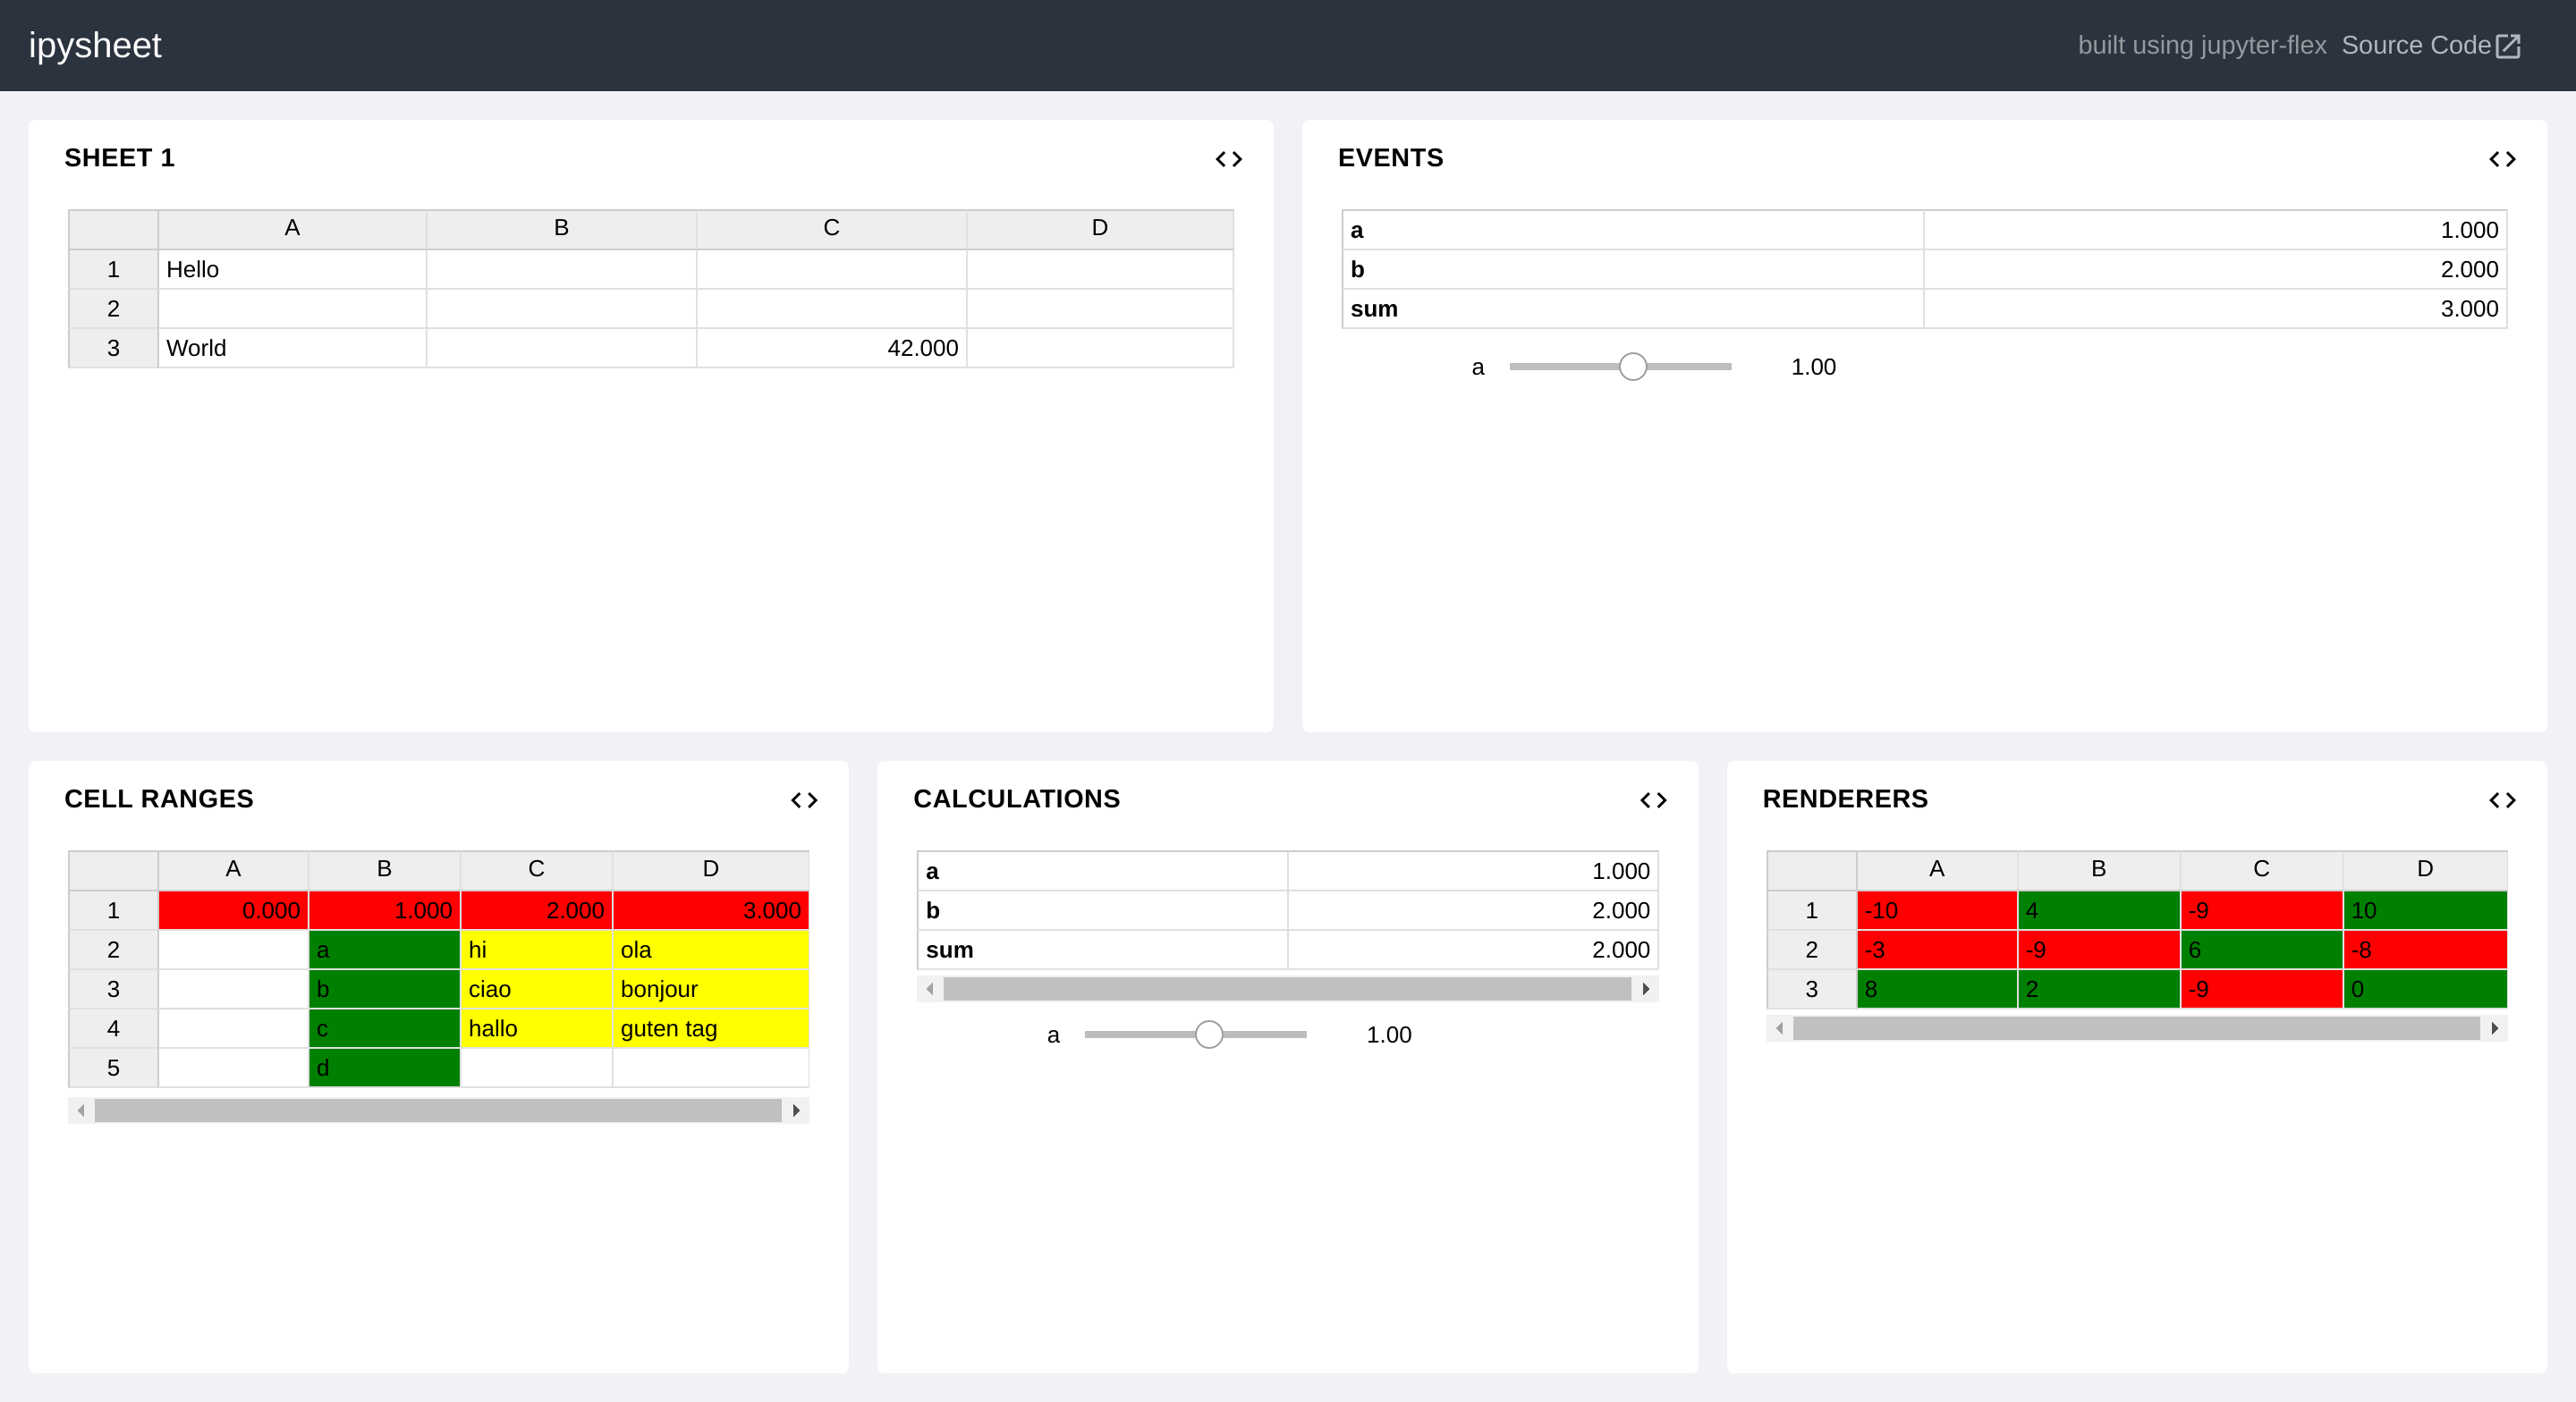 ipysheet
built using jupyter-flex Source Code
SHEET 1
A B C D
1 Hello
2
3 World 42.000
EVENTS
a 1.000
b 2.000
sum 3.000
a 1.00
CELL RANGES
A B C D
1 0.000 1.000 2.000 3.000
2 a hi ola
3 b ciao bonjour
4 c hallo guten tag
5 d
CALCULATIONS
a 1.000
b 2.000
sum 2.000
a 1.00
RENDERERS
A B C D
1 -10 4 -9 10
2 -3 -9 6 -8
3 8 2 -9 0